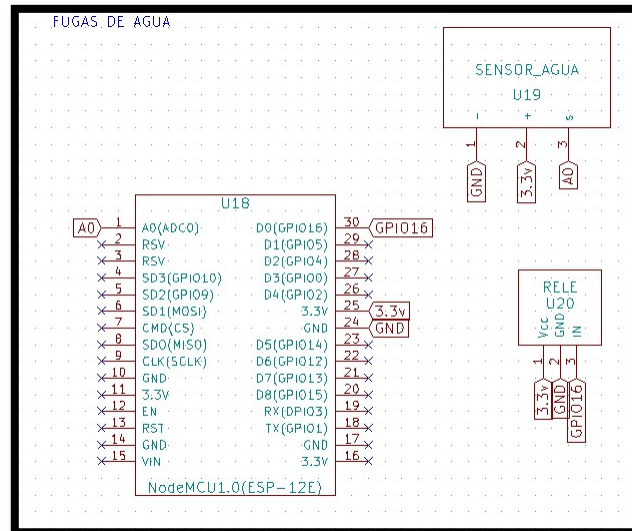 FUGAS DE AGUA
SENSOR_AGUA
U19
- + s
1 2 3
GND 3.3v A0
U18
A0 1 A0(ADC0) D0(GPIO16) 30 GPIO16
2 RSV D1(GPIO5) 29
3 RSV D2(GPIO4) 28
4 SD3(GPIO10) D3(GPIO0) 27
5 SD2(GPIO9) D4(GPIO2) 26
6 SD1(MOSI) 3.3V 25 3.3v
7 CMD(CS) GND 24 GND
8 SD0(MISO) D5(GPIO14) 23
9 CLK(SCLK) D6(GPIO12) 22
10 GND D7(GPIO13) 21
11 3.3V D8(GPIO15) 20
12 EN RX(DPIO3) 19
13 RST TX(GPIO1) 18
14 GND GND 17
15 VIN 3.3V 16
NodeMCU1.0(ESP-12E)
RELE
U20
Vcc GND IN
1 2 3
3.3v GND GPIO16